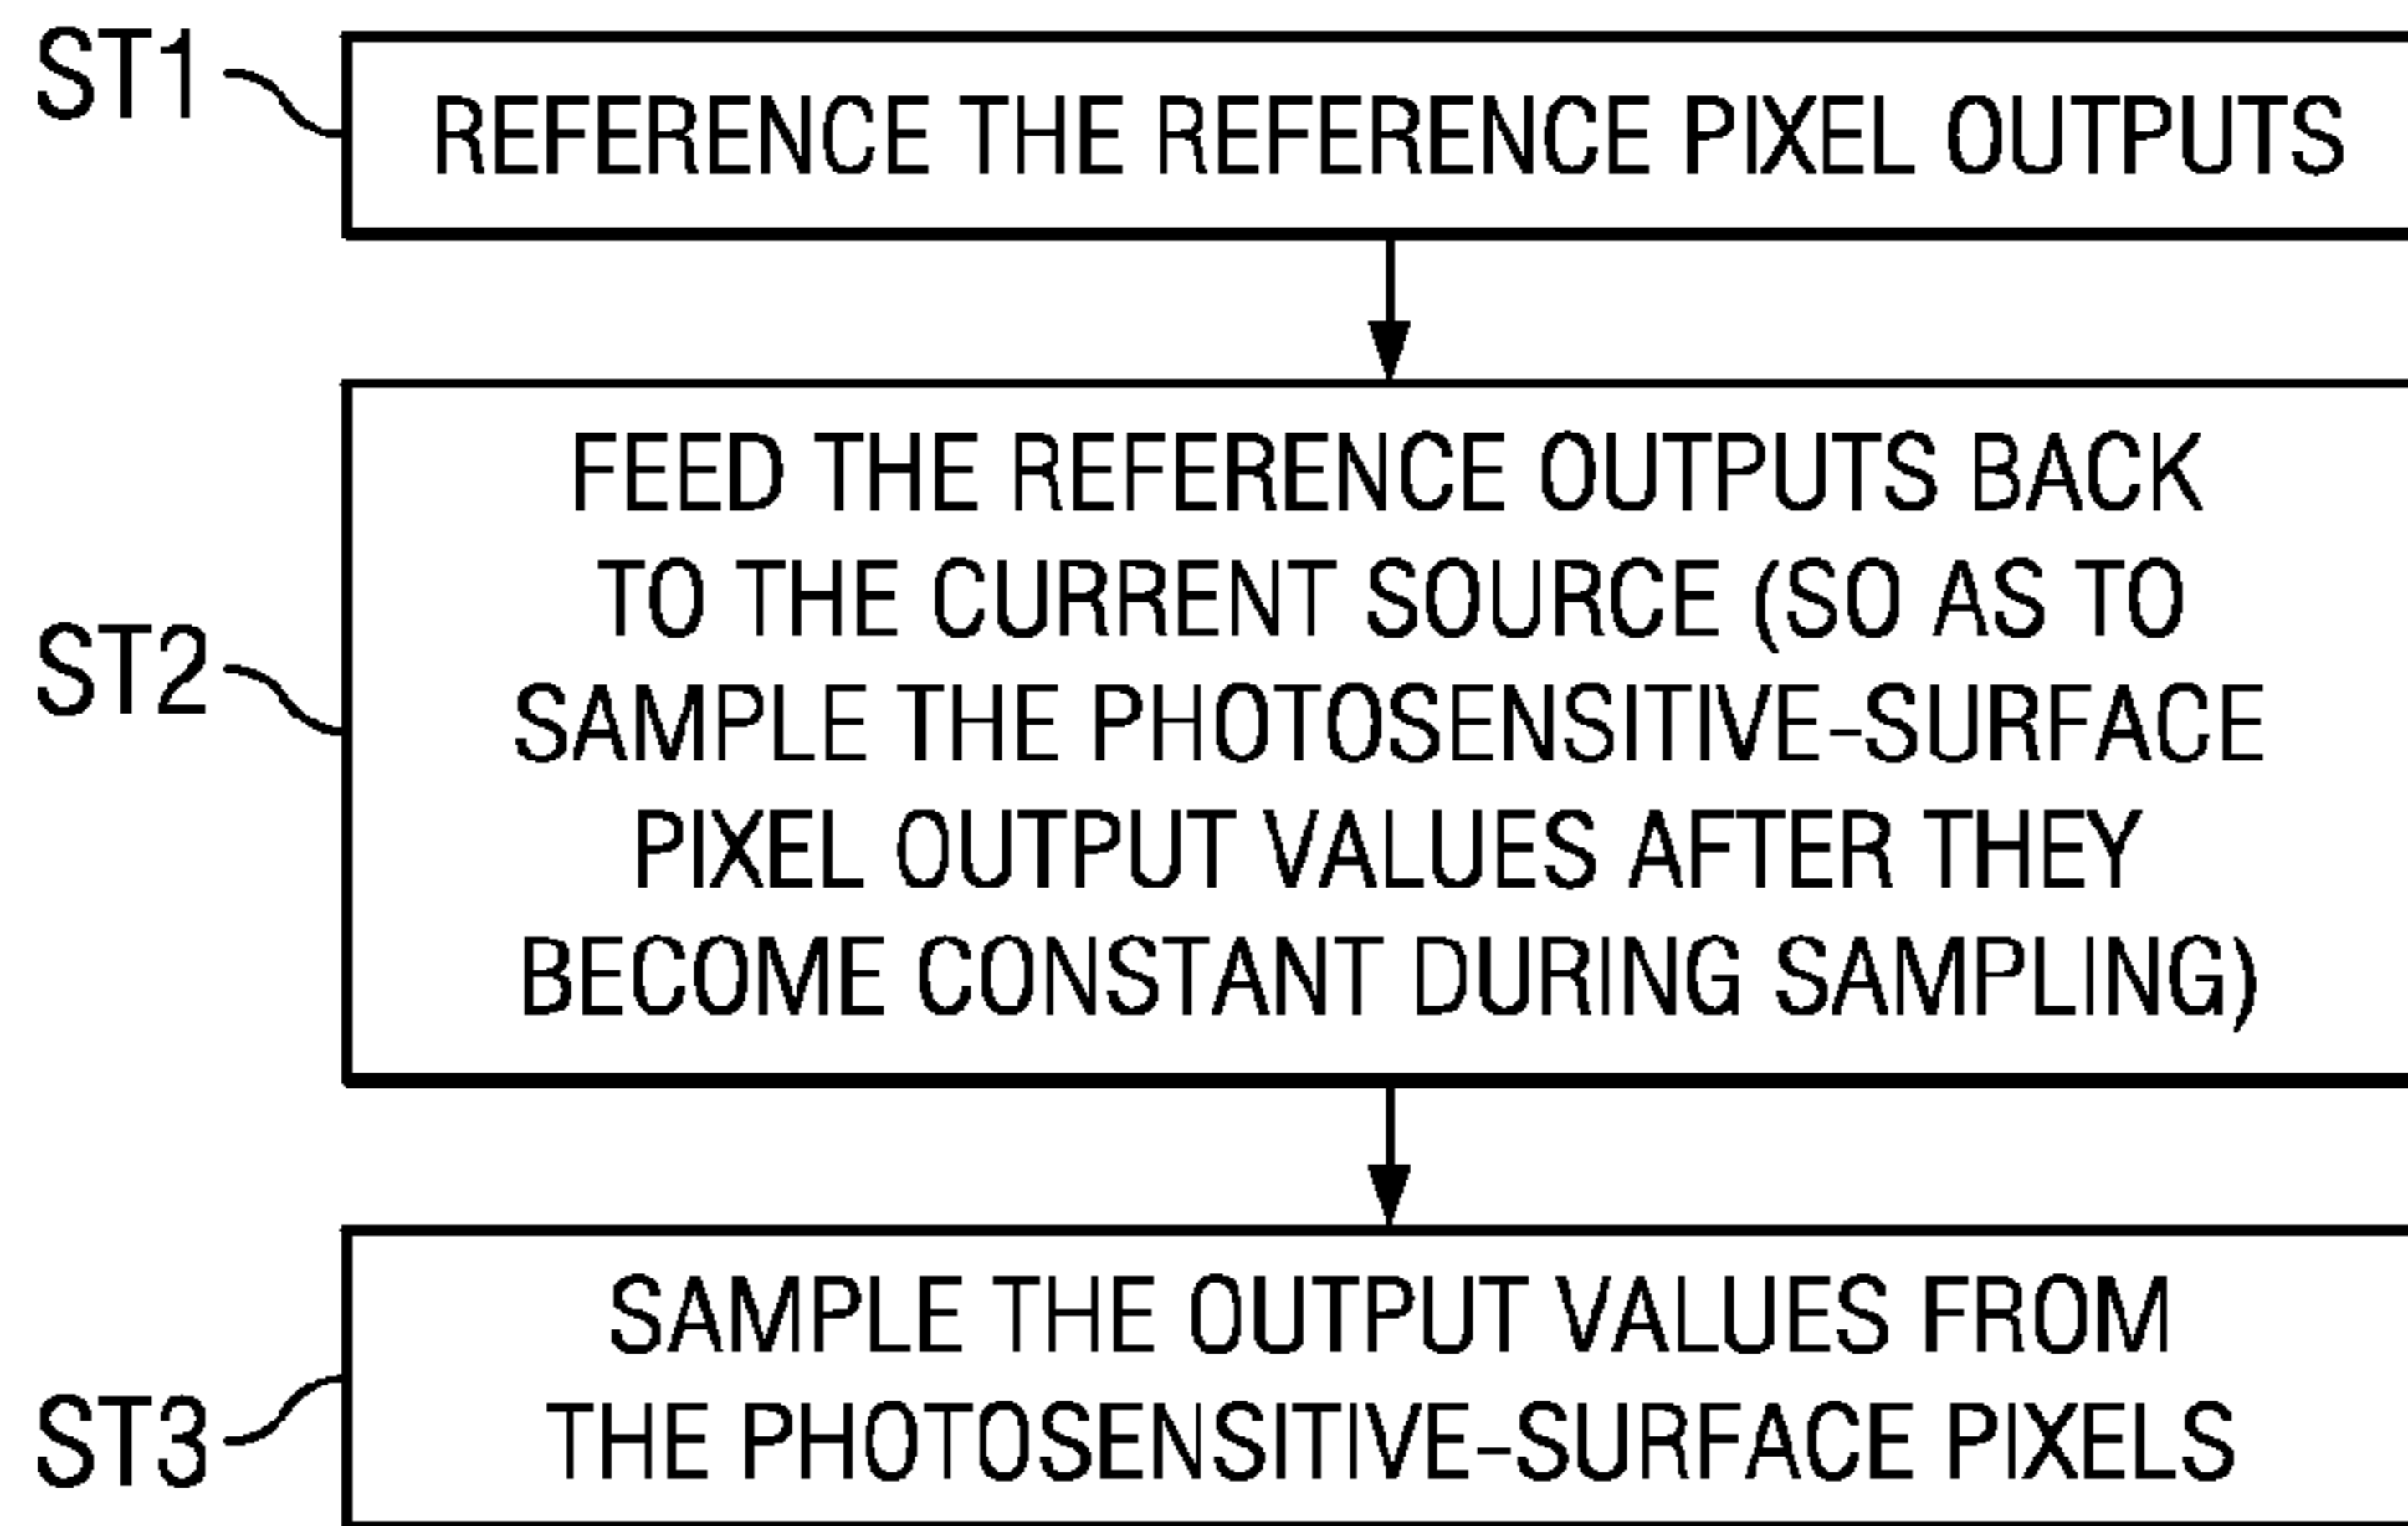 ST1
REFERENCE THE REFERENCE PIXEL OUTPUTS
ST2
FEED THE REFERENCE OUTPUTS BACK
TO THE CURRENT SOURCE (SO AS TO
SAMPLE THE PHOTOSENSITIVE-SURFACE
PIXEL OUTPUT VALUES AFTER THEY
BECOME CONSTANT DURING SAMPLING)
ST3
SAMPLE THE OUTPUT VALUES FROM
THE PHOTOSENSITIVE-SURFACE PIXELS